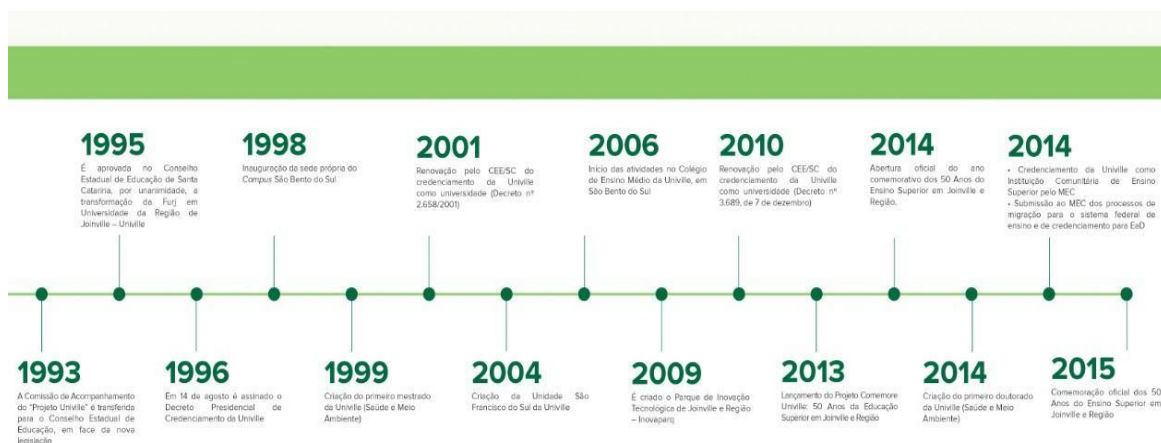 1995
É aprovada no Conselho
Estadual de Educação de Santa
Catarina, por unanimidade, a
transformação da Furj em
Universidade da Região de
Joinville – Univille
1998
Inauguração da sede própria do
Campus São Bento do Sul
2001
Renovação pelo CEE/SC do
credenciamento da Univille
como universidade (Decreto nº
2.658/2001)
2006
Início das atividades no Colégio
de Ensino Médio da Univille, em
São Bento do Sul
2010
Renovação pelo CEE/SC do
credenciamento da Univille
como universidade (Decreto nº
3.689, de 7 de dezembro)
2014
Abertura oficial do ano
comemorativo dos 50 Anos do
Ensino Superior em Joinville e
Região.
2014
• Credenciamento da Univille como
Instituição Comunitária de Ensino
Superior pelo MEC
• Submissão ao MEC dos processos de
migração para o sistema federal de
ensino e de credenciamento para EaD
1993
A Comissão de Acompanhamento
do "Projeto Univille" é transferida
para o Conselho Estadual de
Educação, em face da nova
legislação
1996
Em 14 de agosto é assinado o
Decreto Presidencial de
Credenciamento da Univille
1999
Criação do primeiro mestrado
da Univille (Saúde e Meio
Ambiente)
2004
Criação da Unidade São
Francisco do Sul da Univille
2009
É criado o Parque de Inovação
Tecnológica de Joinville e Região
– Inovaparq
2013
Lançamento do Projeto Comemore
Univille: 50 Anos da Educação
Superior em Joinville e Região
2014
Criação do primeiro doutorado
da Univille (Saúde e Meio
Ambiente)
2015
Comemoração oficial dos 50
Anos do Ensino Superior em
Joinville e Região